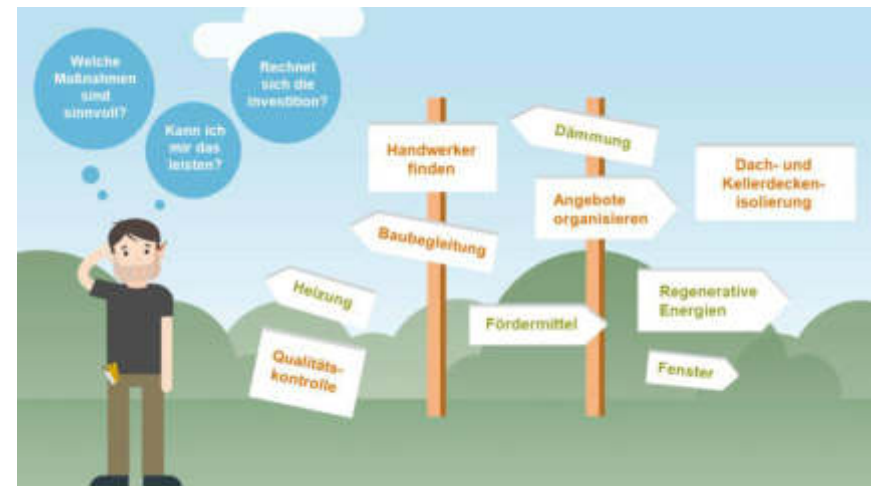 Welche
Maßnahmen
sind
sinnvoll?
Kann ich
mir das
leisten?
Rechnet
sich die
Investition?
Handwerker
finden
Dämmung
Dach- und
Kellerdecken-
isolierung
Angebote
organisieren
Baubegleitung
Heizung
Regenerative
Energien
Fördermittel
Qualitäts-
kontrolle
Fenster